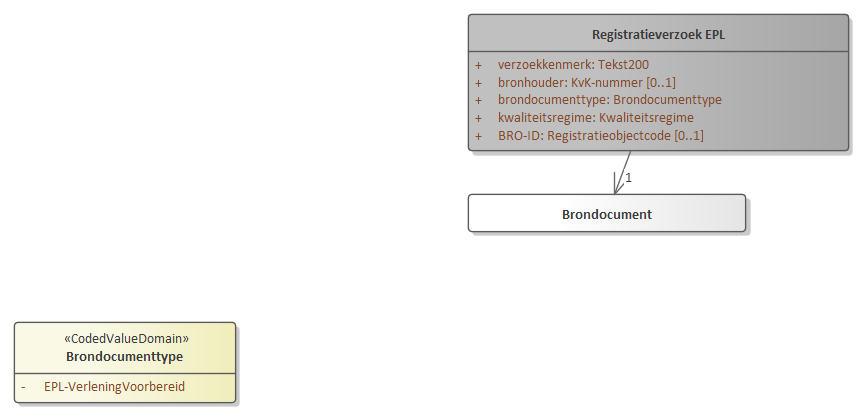 Registratieverzoek EPL
+ verzoekkenmerk: Tekst200
+ bronhouder: KvK-nummer [0..1]
+ brondocumenttype: Brondocumenttype
+ kwaliteitsregime: Kwaliteitsregime
+ BRO-ID: Registratieobjectcode [0..1]
1
Brondocument
«CodedValueDomain»
Brondocumenttype
- EPL-VerleningVoorbereid